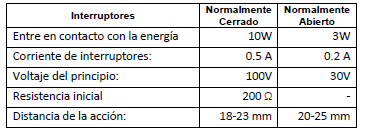 Interruptores Normalmente Cerrado Normalmente Abierto
Entre en contacto con la energía 10W 3W
Corriente de interruptores: 0.5 A 0.2 A
Voltaje del principio: 100V 30V
Resistencia inicial 200 Ω -
Distancia de la acción: 18-23 mm 20-25 mm